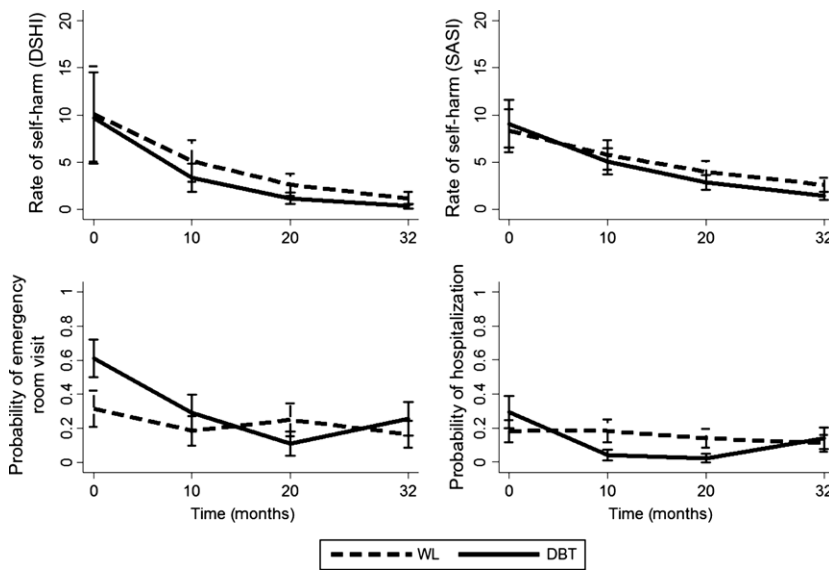 Rate of self-harm (DSHI)
20
15
10
5
0
0 10 20 32
Rate of self-harm (SASI)
20
15
10
5
0
0 10 20 32
Probability of emergency
room visit
1
0.8
0.6
0.4
0.2
0
0 10 20 32
Time (months)
Probability of hospitalization
1
0.8
0.6
0.4
0.2
0
0 10 20 32
Time (months)
WL DBT